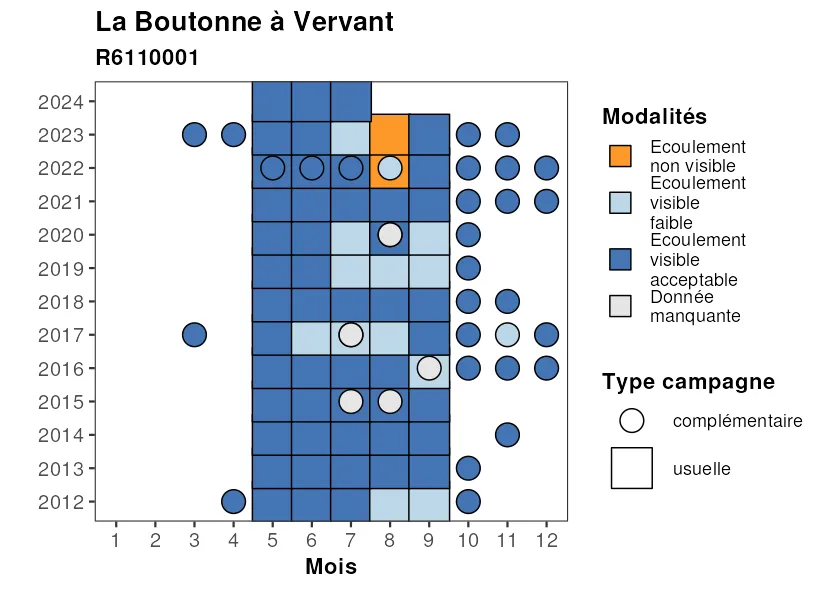 La Boutonne à Vervant
R6110001
2024
2023
2022
2021
2020
2019
2018
2017
2016
2015
2014
2013
2012
1 2 3 4 5 6 7 8 9 10 11 12
Mois
Modalités
Ecoulement
non visible
Ecoulement
visible
faible
Ecoulement
visible
acceptable
Donnée
manquante
Type campagne
complémentaire
usuelle